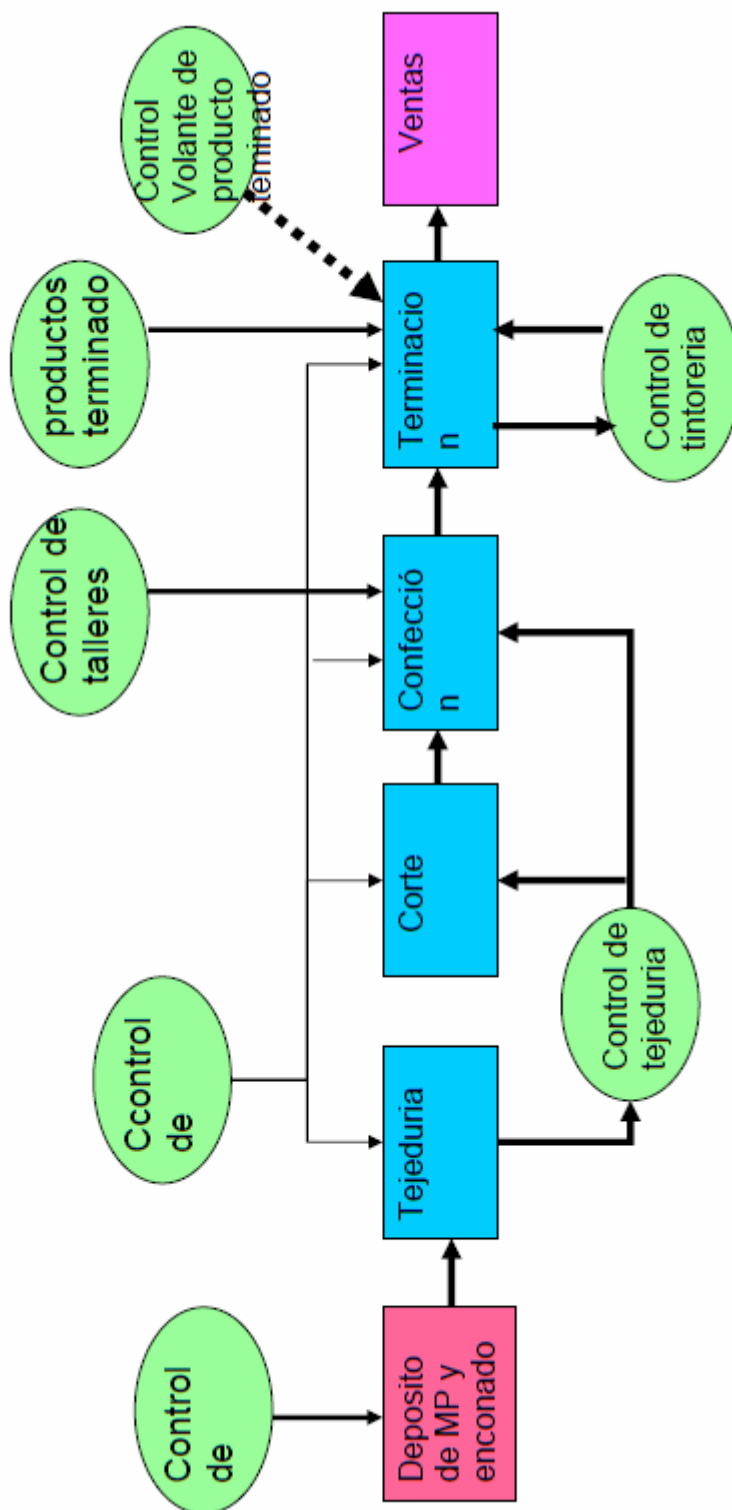 Control
de
Ccontrol
de
Control de
talleres
productos
terminado
Control
Volante de
producto
teminado
Deposito
de MP y
enconado
Tejeduria
Corte
Confecció
n
Terminacio
n
Ventas
Control de
tejeduria
Control de
tintoreria